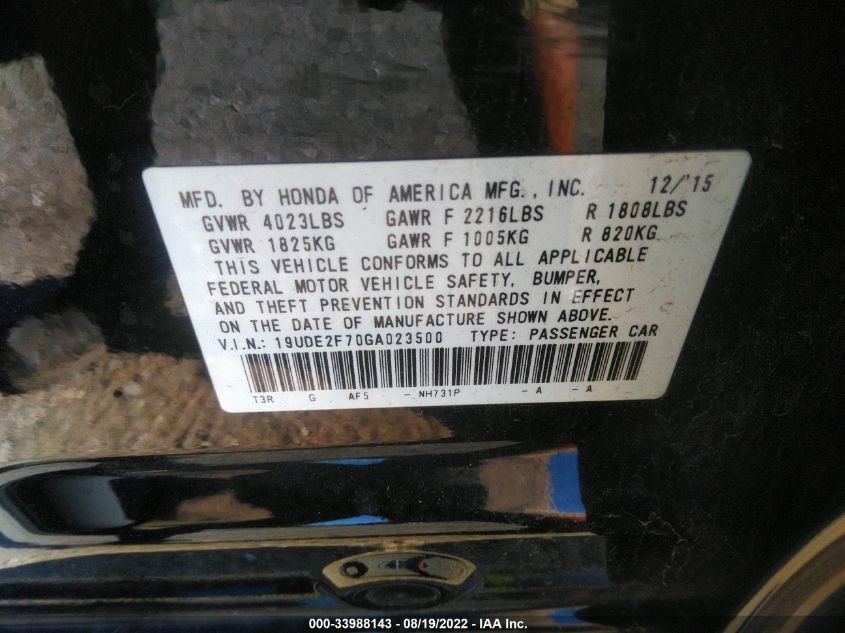 MFD. BY HONDA OF AMERICA MFG., INC. 12/'15
GVWR 4023LBS GAWR F 2216LBS R 1808LBS
GVWR 1825KG GAWR F 1005KG R 820KG
THIS VEHICLE CONFORMS TO ALL APPLICABLE
FEDERAL MOTOR VEHICLE SAFETY, BUMPER,
AND THEFT PREVENTION STANDARDS IN EFFECT
ON THE DATE OF MANUFACTURE SHOWN ABOVE.
V.I.N.: 19UDE2F70GA023500 TYPE: PASSENGER CAR
T3R G AF5 - NH731P - A - A
000-33988143 - 08/19/2022 - IAA Inc.